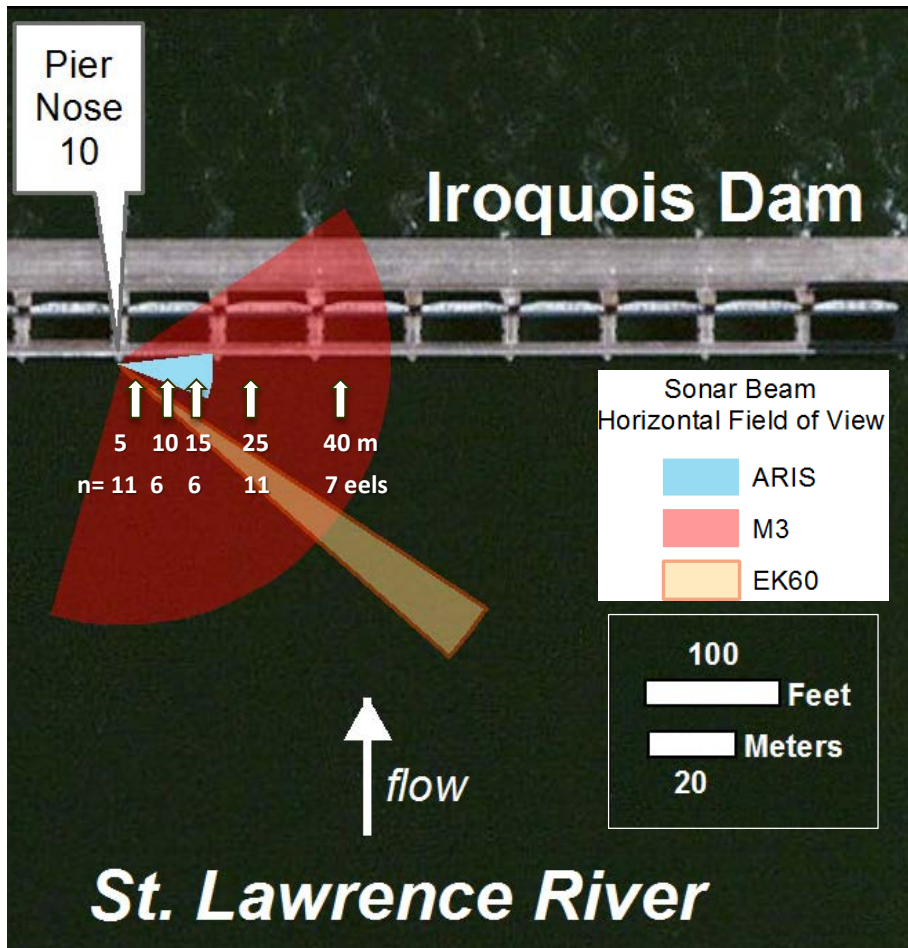 Pier
Nose
10
Iroquois Dam
5 10 15 25 40 m
n= 11 6 6 11 7 eels
Sonar Beam
Horizontal Field of View
ARIS
M3
EK60
100
Feet
Meters
20
flow
St. Lawrence River